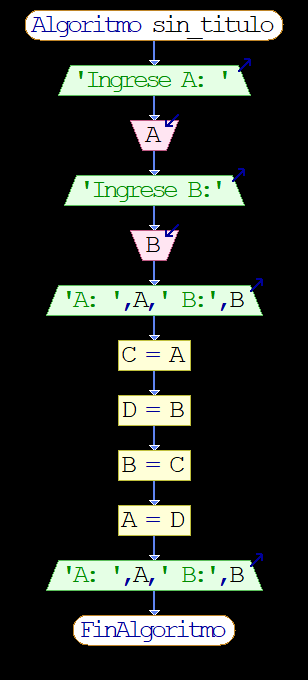 Algoritmo sin_titulo
'Ingrese A: '
A
'Ingrese B:'
B
'A: ',A,' B:',B
C = A
D = B
B = C
A = D
'A: ',A,' B:',B
FinAlgoritmo